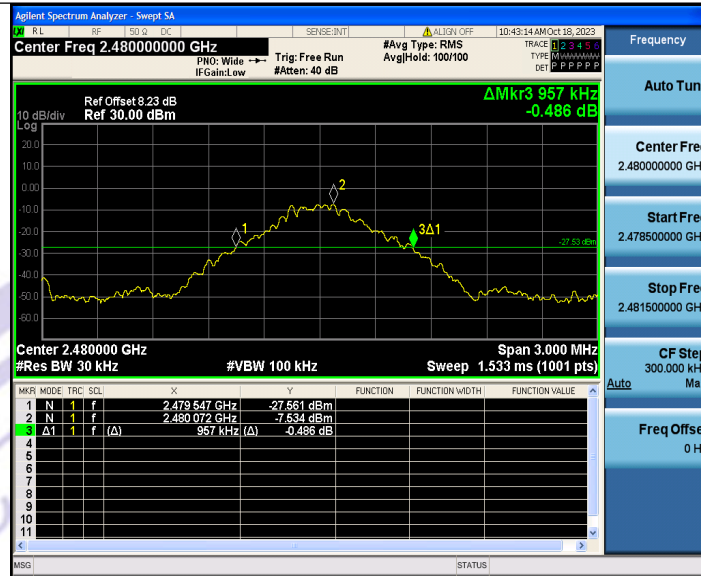 Agilent Spectrum Analyzer - Swept SA
RL RF 50 Ω DC SENSE:INT ALIGN OFF 10:43:14 AM Oct 18, 2023
Center Freq 2.480000000 GHz
#Avg Type: RMS
TRACE 1 2 3 4 5 6
PNO: Wide Trig: Free Run Avg|Hold: 100/100
TYPE
IFGain:Low #Atten: 40 dB
DET P P P P P P
ΔMkr3 957 kHz
-0.486 dB
Ref Offset 8.23 dB
10 dB/div Ref 30.00 dBm
Log
20.0
10.0
0.00
-10.0
-20.0
-30.0
-40.0
-50.0
-60.0
1
2
3Δ1
-27.53 dBm
Center 2.480000 GHz Span 3.000 MHz
#Res BW 30 kHz #VBW 100 kHz Sweep 1.533 ms (1001 pts)
MKR MODE TRC SCL X Y FUNCTION FUNCTION WIDTH FUNCTION VALUE
1 N 1 f 2.479 547 GHz -27.561 dBm
2 N 1 f 2.480 072 GHz -7.534 dBm
3 Δ1 1 f (Δ) 957 kHz (Δ) -0.486 dB
4
5
6
7
8
9
10
11
MSG STATUS
Frequency
Auto Tun
Center Fre
2.480000000 GH
Start Fre
2.478500000 GH
Stop Fre
2.481500000 GH
CF Step
300.000 kH
Auto Ma
Freq Offse
0 H